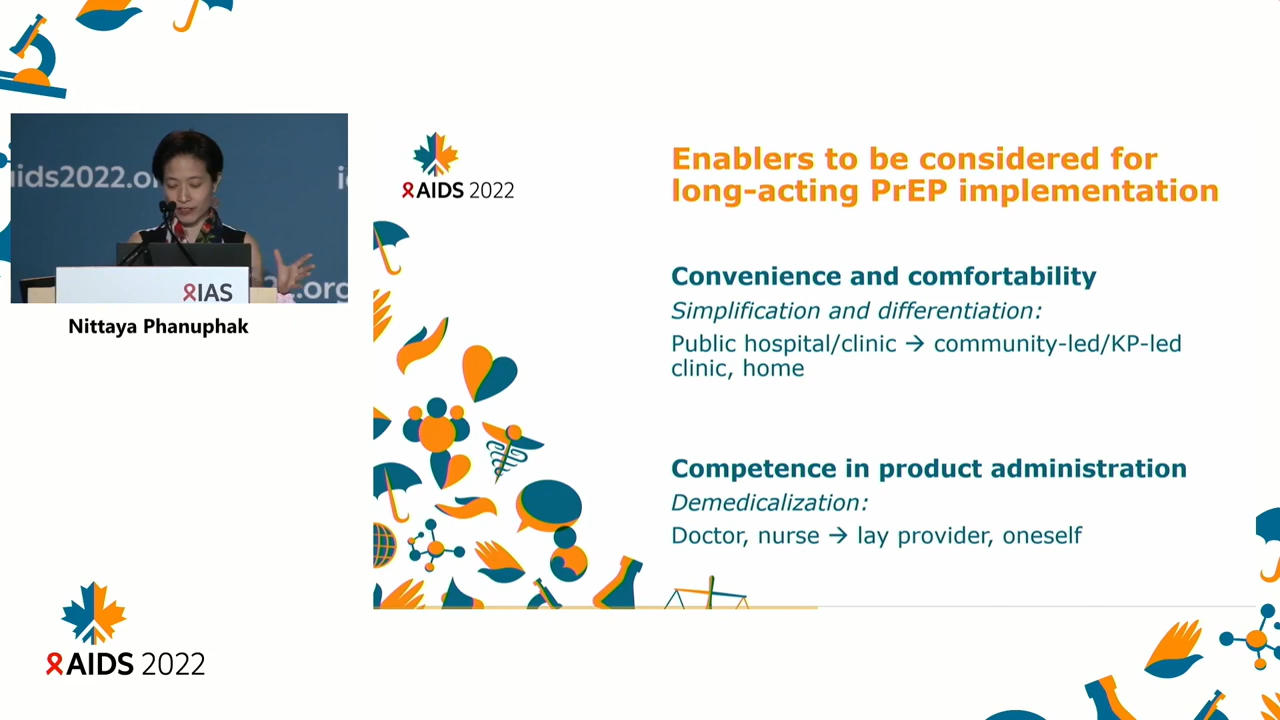 aids2022.o
.org
IAS
Nittaya Phanuphak
AIDS 2022
Enablers to be considered for
long-acting PrEP implementation
Convenience and comfortability
Simplification and differentiation:
Public hospital/clinic → community-led/KP-led
clinic, home
Competence in product administration
Demedicalization:
Doctor, nurse → lay provider, oneself
AIDS 2022